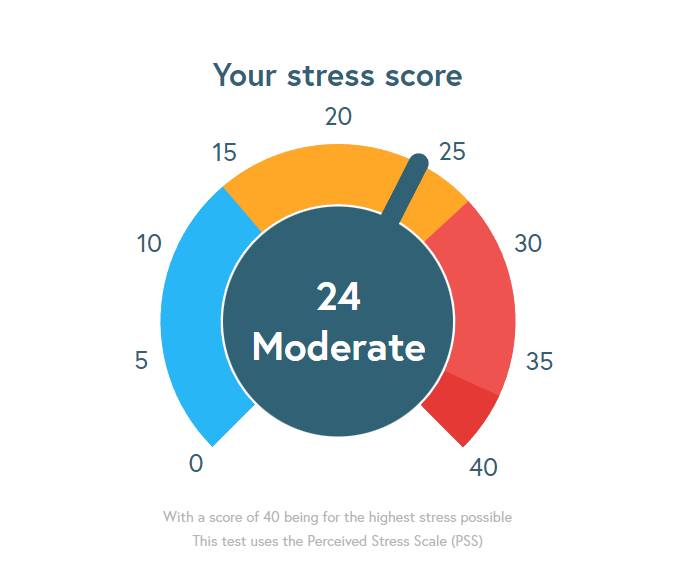 Your stress score
20
15
25
10
30
24
Moderate
5
35
0
40
With a score of 40 being for the highest stress possible
This test uses the Perceived Stress Scale (PSS)